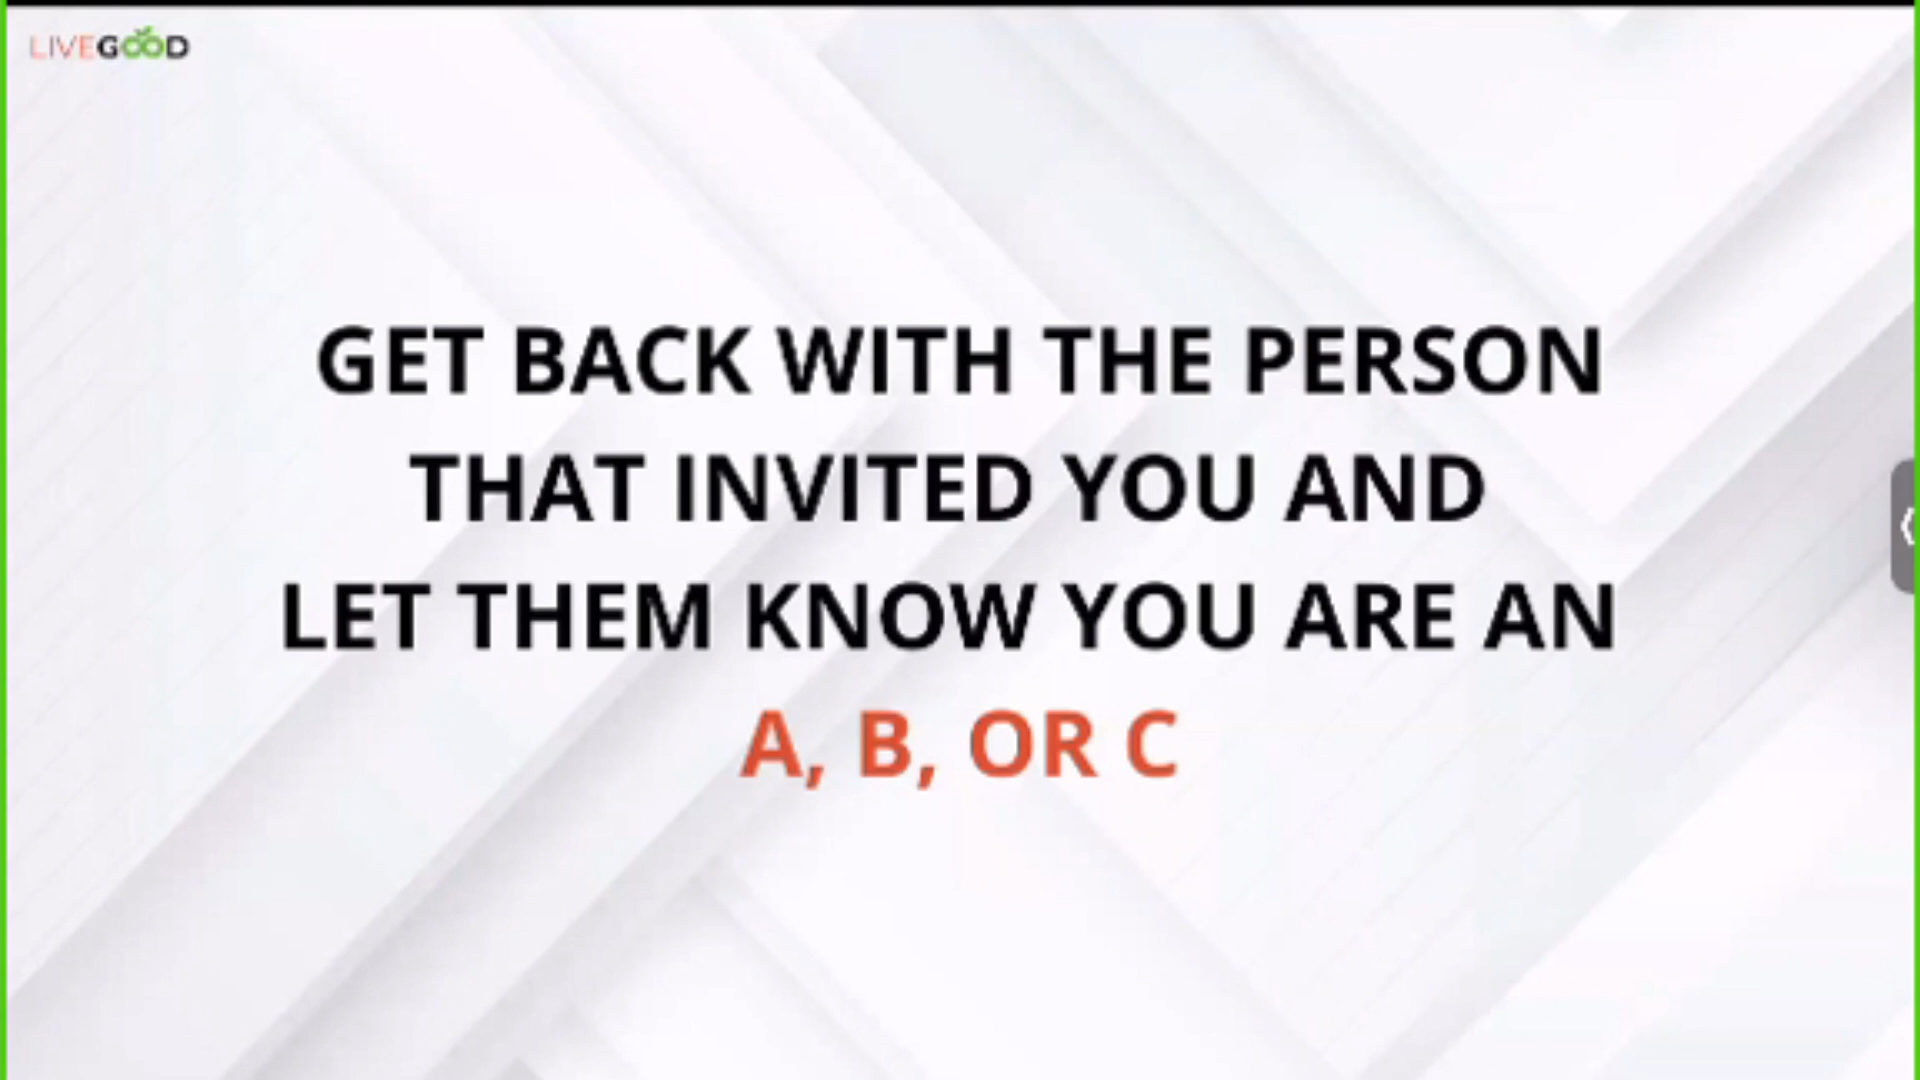 LIVEGOOD
GET BACK WITH THE PERSON
THAT INVITED YOU AND
LET THEM KNOW YOU ARE AN
A, B, OR C